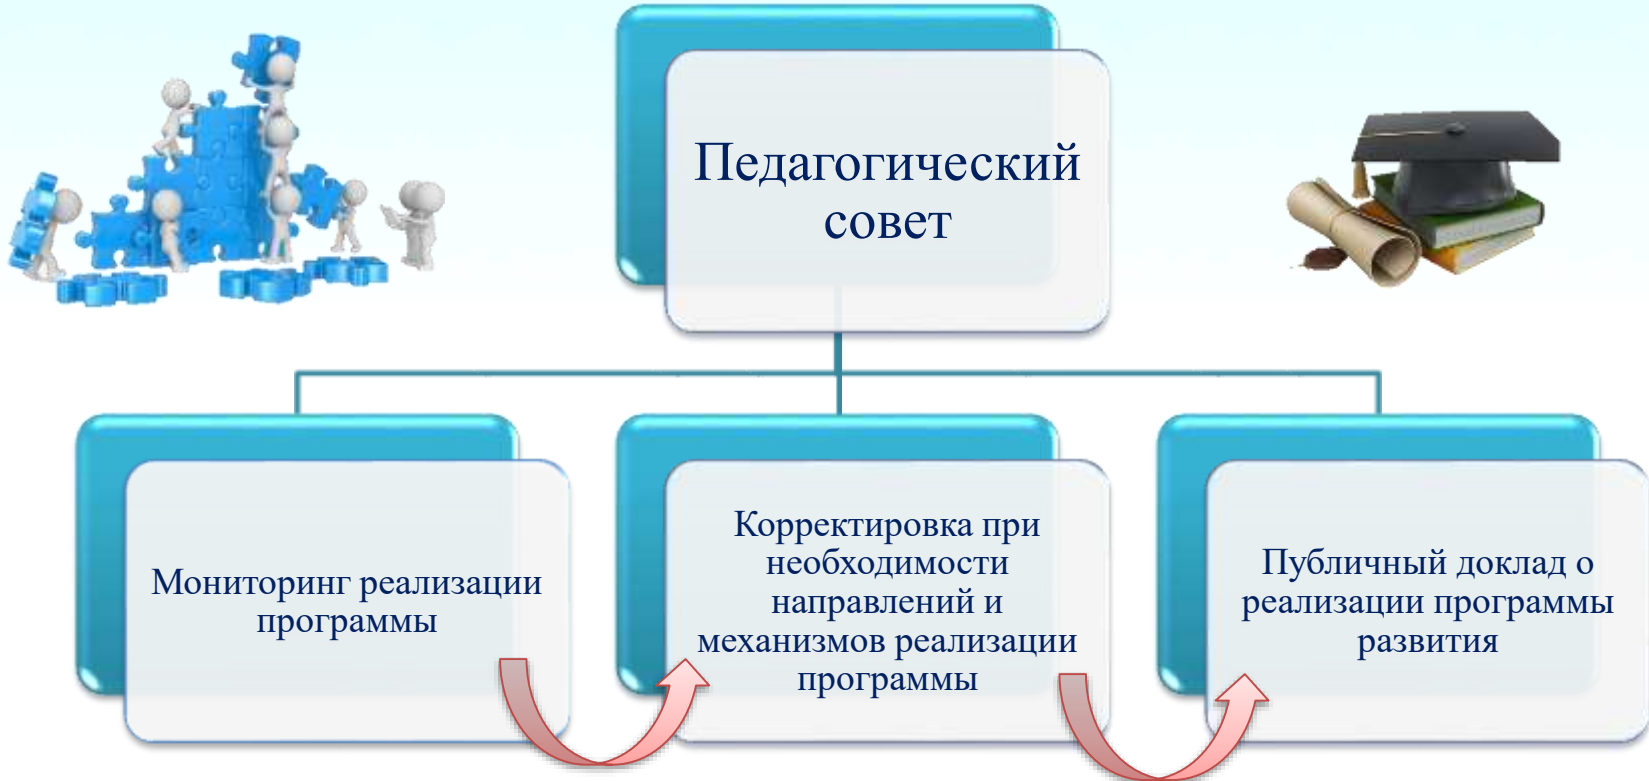 Педагогический
совет
Мониторинг реализации
программы
Корректировка при
необходимости
направлений и
механизмов реализации
программы
Публичный доклад о
реализации программы
развития